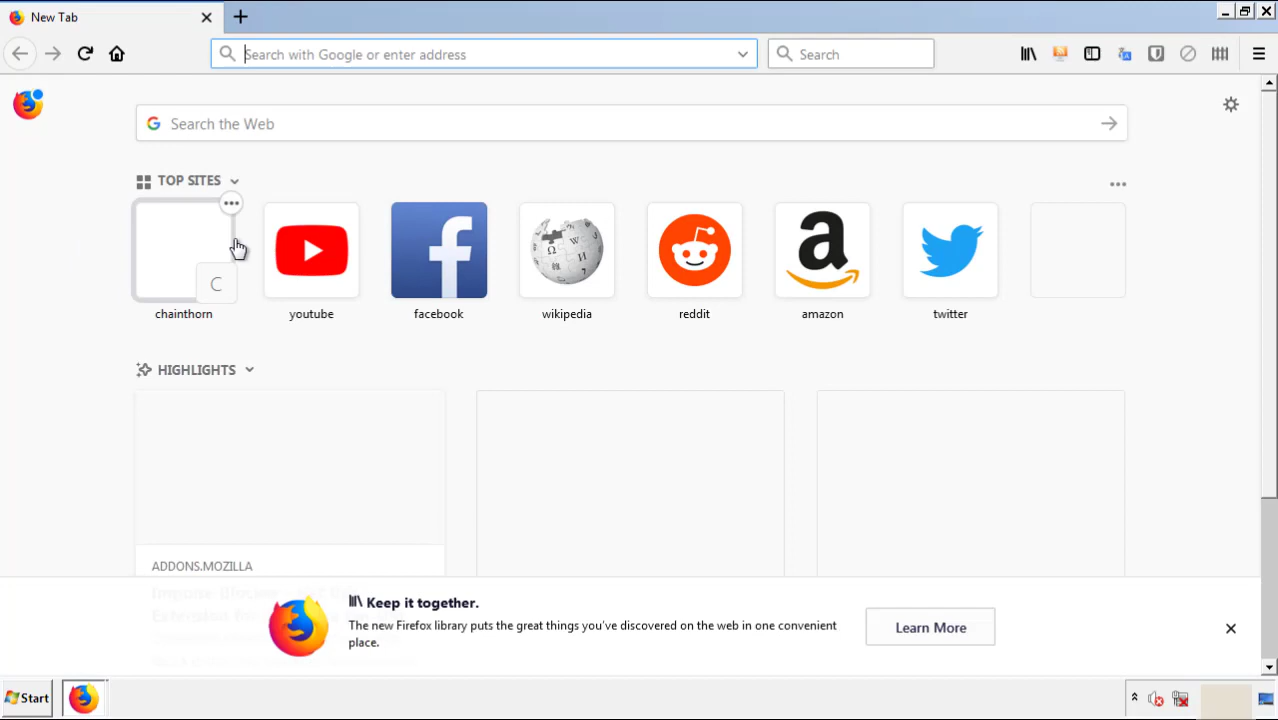 New Tab
Search with Google or enter address
Search
Search the Web
TOP SITES
C
chainthorn
youtube
facebook
wikipedia
reddit
amazon
twitter
HIGHLIGHTS
ADDONS.MOZILLA
Keep it together.
The new Firefox library puts the great things you've discovered on the web in one convenient
place.
Learn More
Start